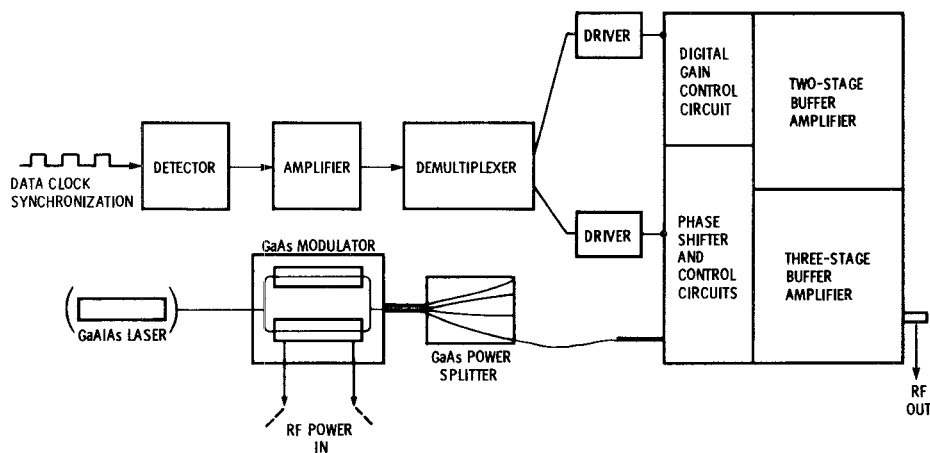 DRIVER
DIGITAL
GAIN
CONTROL
CIRCUIT
TWO-STAGE
BUFFER
AMPLIFIER
DETECTOR
AMPLIFIER
DEMULTIPLEXER
DATA CLOCK
SYNCHRONIZATION
DRIVER
PHASE
SHIFTER
AND
CONTROL
CIRCUITS
THREE-STAGE
BUFFER
AMPLIFIER
GaAs MODULATOR
GaAlAs LASER
GaAs POWER
SPLITTER
RF POWER
IN
RF
OUT